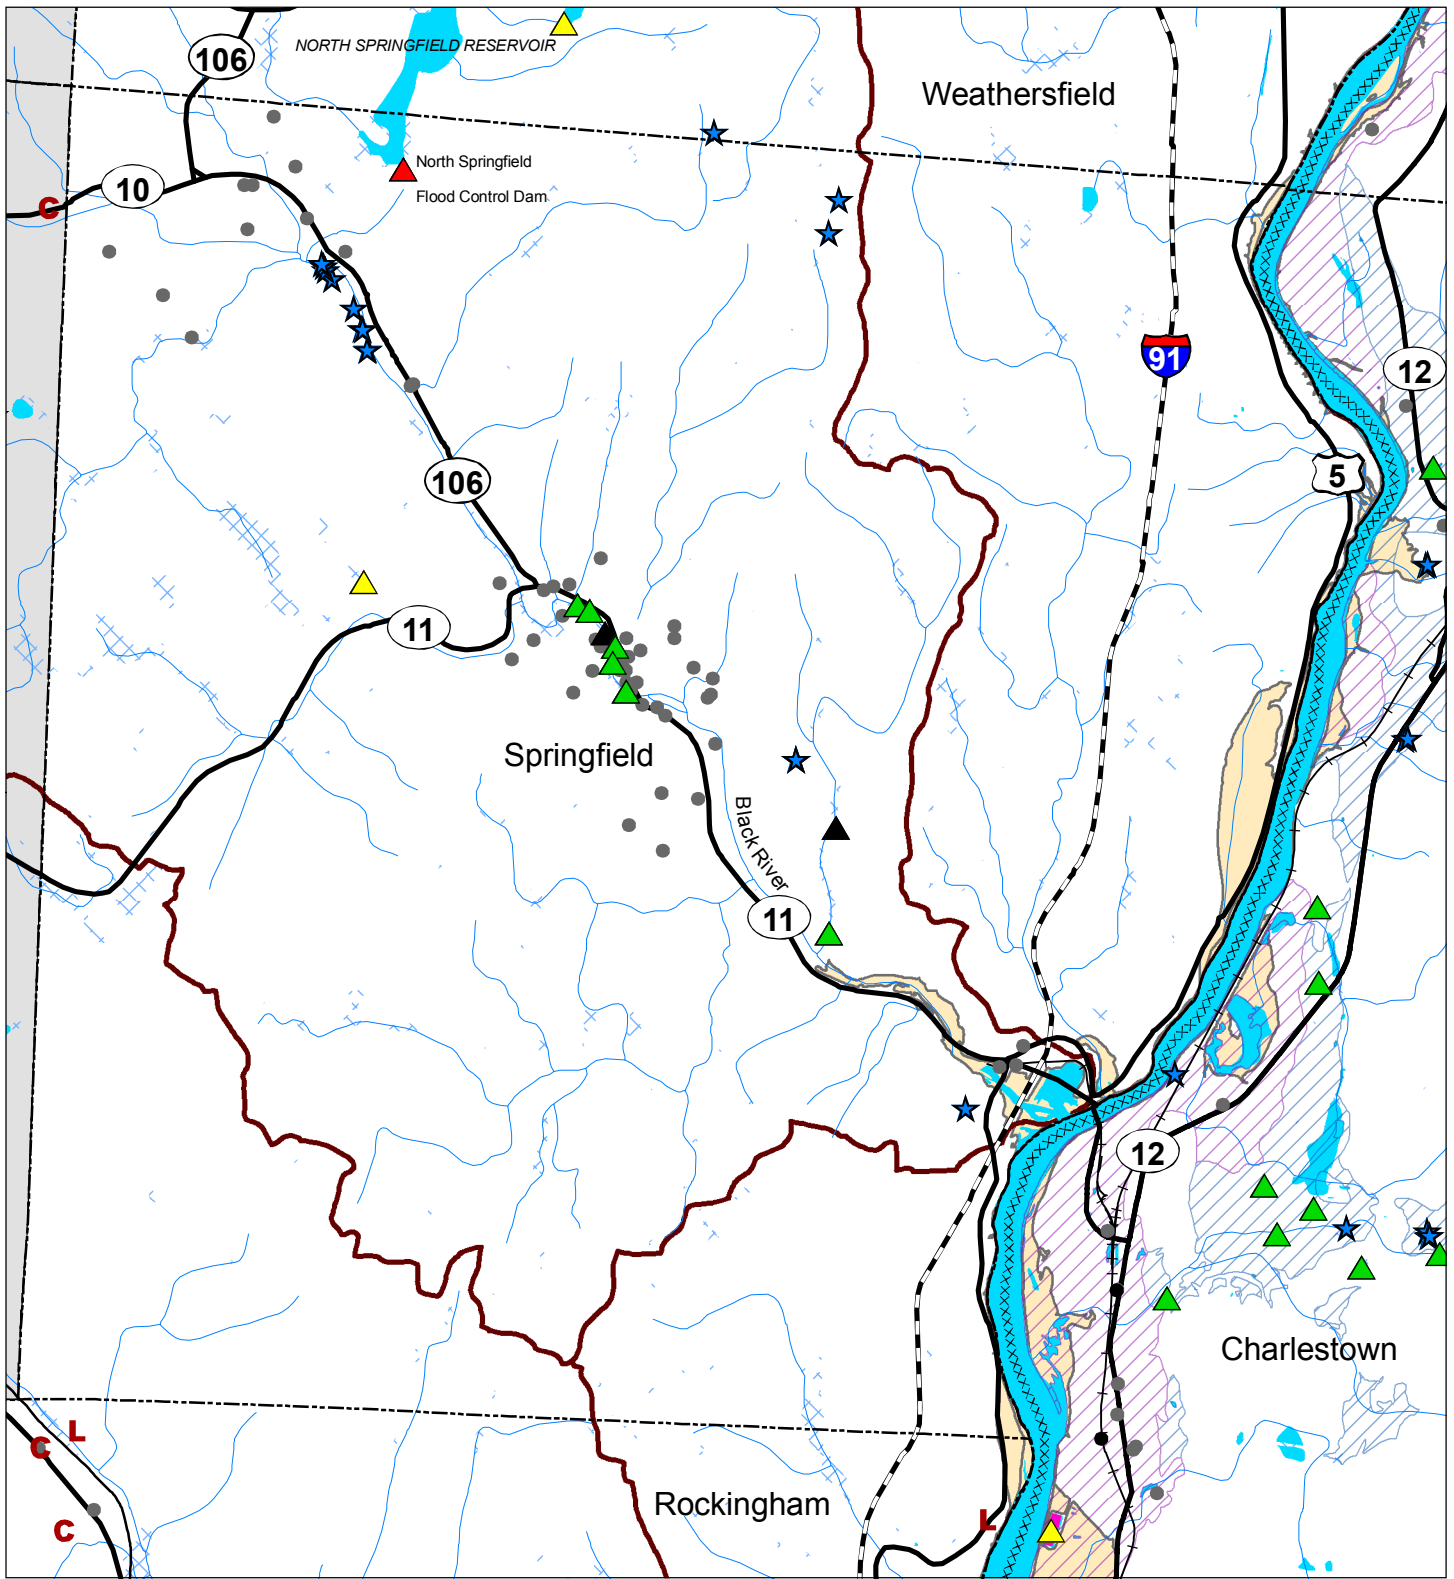 NORTH SPRINGFIELD RESERVOIR
106
Weathersfield
North Springfield
Flood Control Dam
10
C
91
12
5
106
11
Springfield
Black River
11
12
Charlestown
L
C
Rockingham
L
C